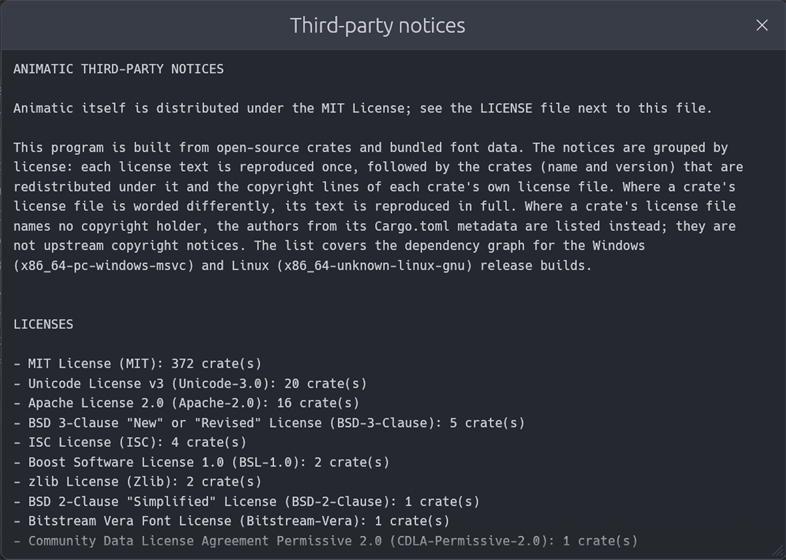 Third-party notices
ANIMATIC THIRD-PARTY NOTICES
Animatic itself is distributed under the MIT License; see the LICENSE file next to this file.
This program is built from open-source crates and bundled font data. The notices are grouped by
license: each license text is reproduced once, followed by the crates (name and version) that are
redistributed under it and the copyright lines of each crate's own license file. Where a crate's
license file is worded differently, its text is reproduced in full. Where a crate's license file
names no copyright holder, the authors from its Cargo.toml metadata are listed instead; they are
not upstream copyright notices. The list covers the dependency graph for the Windows
(x86_64-pc-windows-msvc) and Linux (x86_64-unknown-linux-gnu) release builds.
LICENSES
- MIT License (MIT): 372 crate(s)
- Unicode License v3 (Unicode-3.0): 20 crate(s)
- Apache License 2.0 (Apache-2.0): 16 crate(s)
- BSD 3-Clause "New" or "Revised" License (BSD-3-Clause): 5 crate(s)
- ISC License (ISC): 4 crate(s)
- Boost Software License 1.0 (BSL-1.0): 2 crate(s)
- zlib License (Zlib): 2 crate(s)
- BSD 2-Clause "Simplified" License (BSD-2-Clause): 1 crate(s)
- Bitstream Vera Font License (Bitstream-Vera): 1 crate(s)
- Community Data License Agreement Permissive 2.0 (CDLA-Permissive-2.0): 1 crate(s)